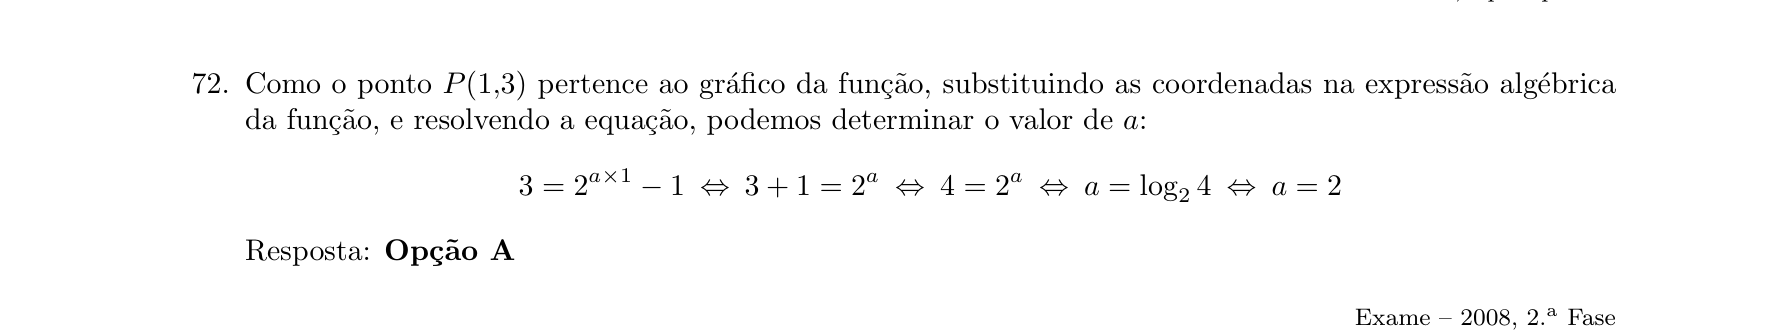 72. Como o ponto P(1,3) pertence ao gráfico da função, substituindo as coordenadas na expressão algébrica
da função, e resolvendo a equação, podemos determinar o valor de a:
3 = 2^{a×1} − 1 ⇔ 3 + 1 = 2^a ⇔ 4 = 2^a ⇔ a = log_2 4 ⇔ a = 2
Resposta: Opção A
Exame – 2008, 2.ª Fase